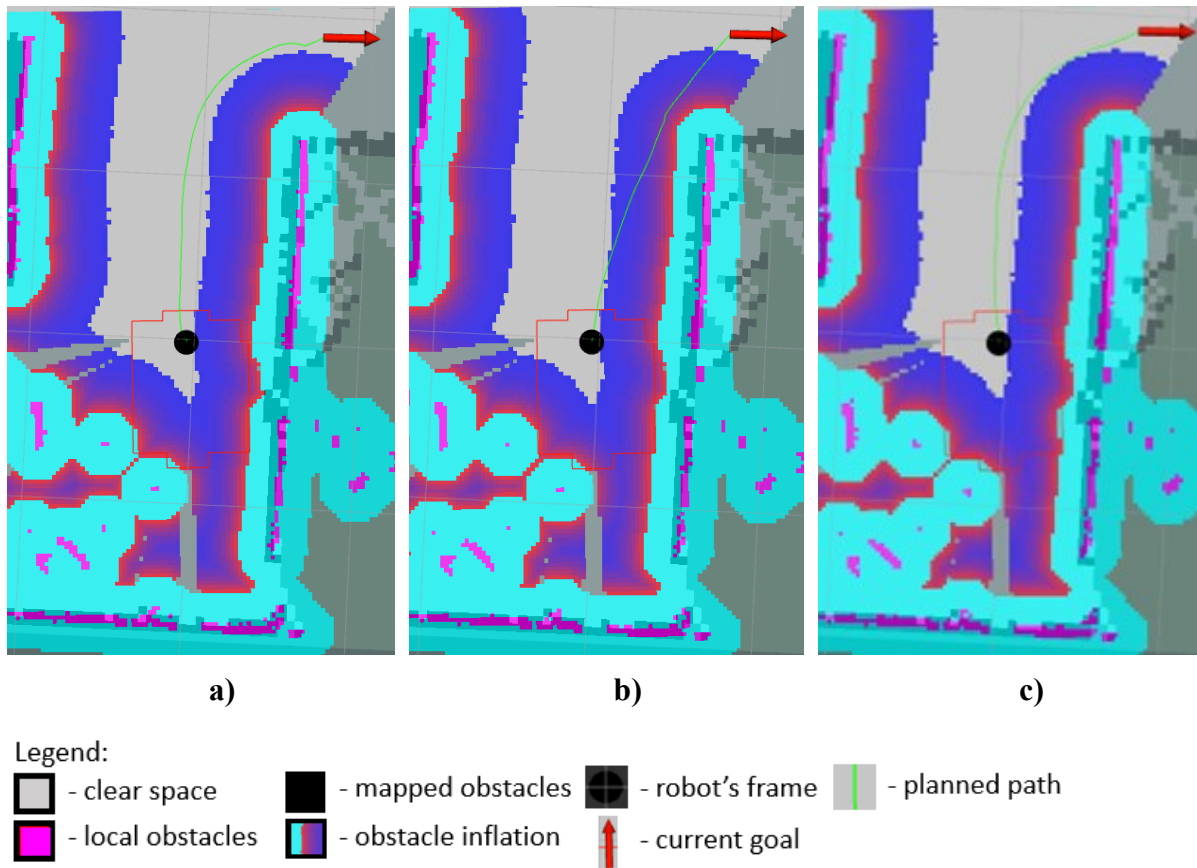 a) b) c)
Legend:
- clear space - mapped obstacles - robot's frame - planned path
- local obstacles - obstacle inflation - current goal